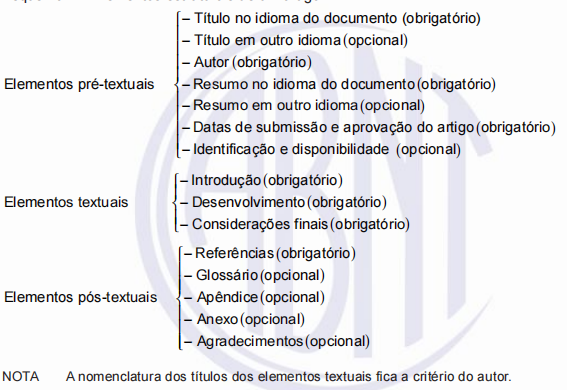 – Título no idioma do documento (obrigatório)
– Título em outro idioma (opcional)
– Autor (obrigatório)
Elementos pré-textuais
– Resumo no idioma do documento (obrigatório)
– Resumo em outro idioma (opcional)
– Datas de submissão e aprovação do artigo (obrigatório)
– Identificação e disponibilidade (opcional)
– Introdução (obrigatório)
Elementos textuais
– Desenvolvimento (obrigatório)
– Considerações finais (obrigatório)
– Referências (obrigatório)
– Glossário (opcional)
Elementos pós-textuais
– Apêndice (opcional)
– Anexo (opcional)
– Agradecimentos (opcional)
NOTA A nomenclatura dos títulos dos elementos textuais fica a critério do autor.
ABNT